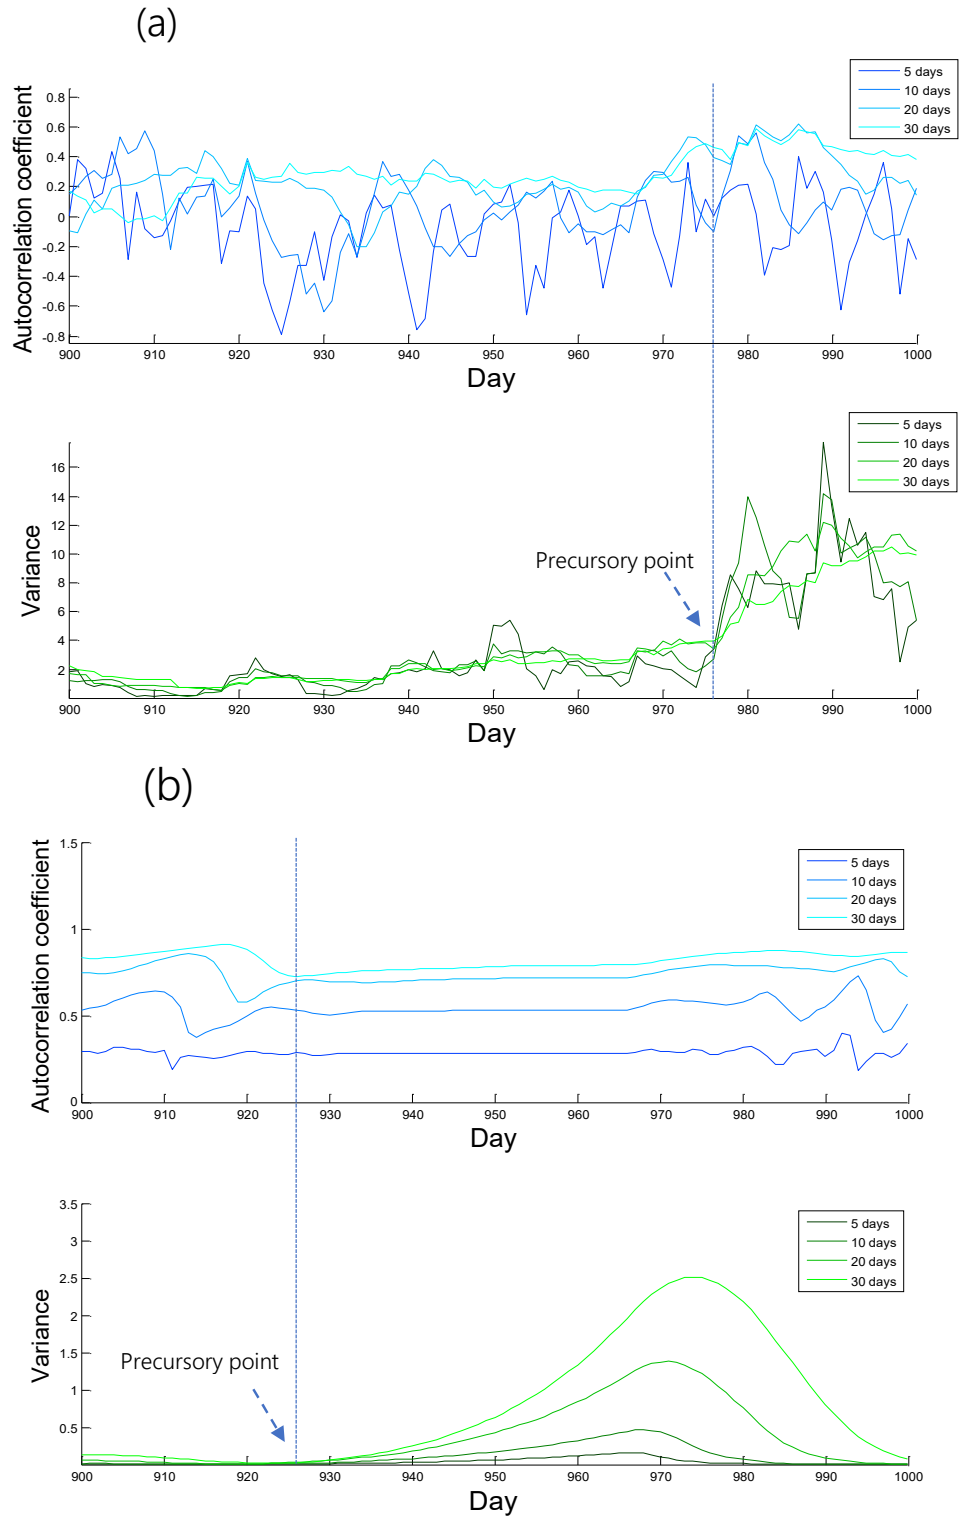 (a)
Autocorrelation coefficient
0.8
0.6
0.4
0.2
0
-0.2
-0.4
-0.6
-0.8
900 910 920 930 940 950 960 970 980 990 1000
Day
5 days
10 days
20 days
30 days
Variance
16
14
12
10
8
6
4
2
900 910 920 930 940 950 960 970 980 990 1000
Day
5 days
10 days
20 days
30 days
Precursory point
(b)
Autocorrelation coefficient
1.5
1
0.5
0
900 910 920 930 940 950 960 970 980 990 1000
Day
5 days
10 days
20 days
30 days
Variance
3.5
3
2.5
2
1.5
1
0.5
900 910 920 930 940 950 960 970 980 990 1000
Day
5 days
10 days
20 days
30 days
Precursory point